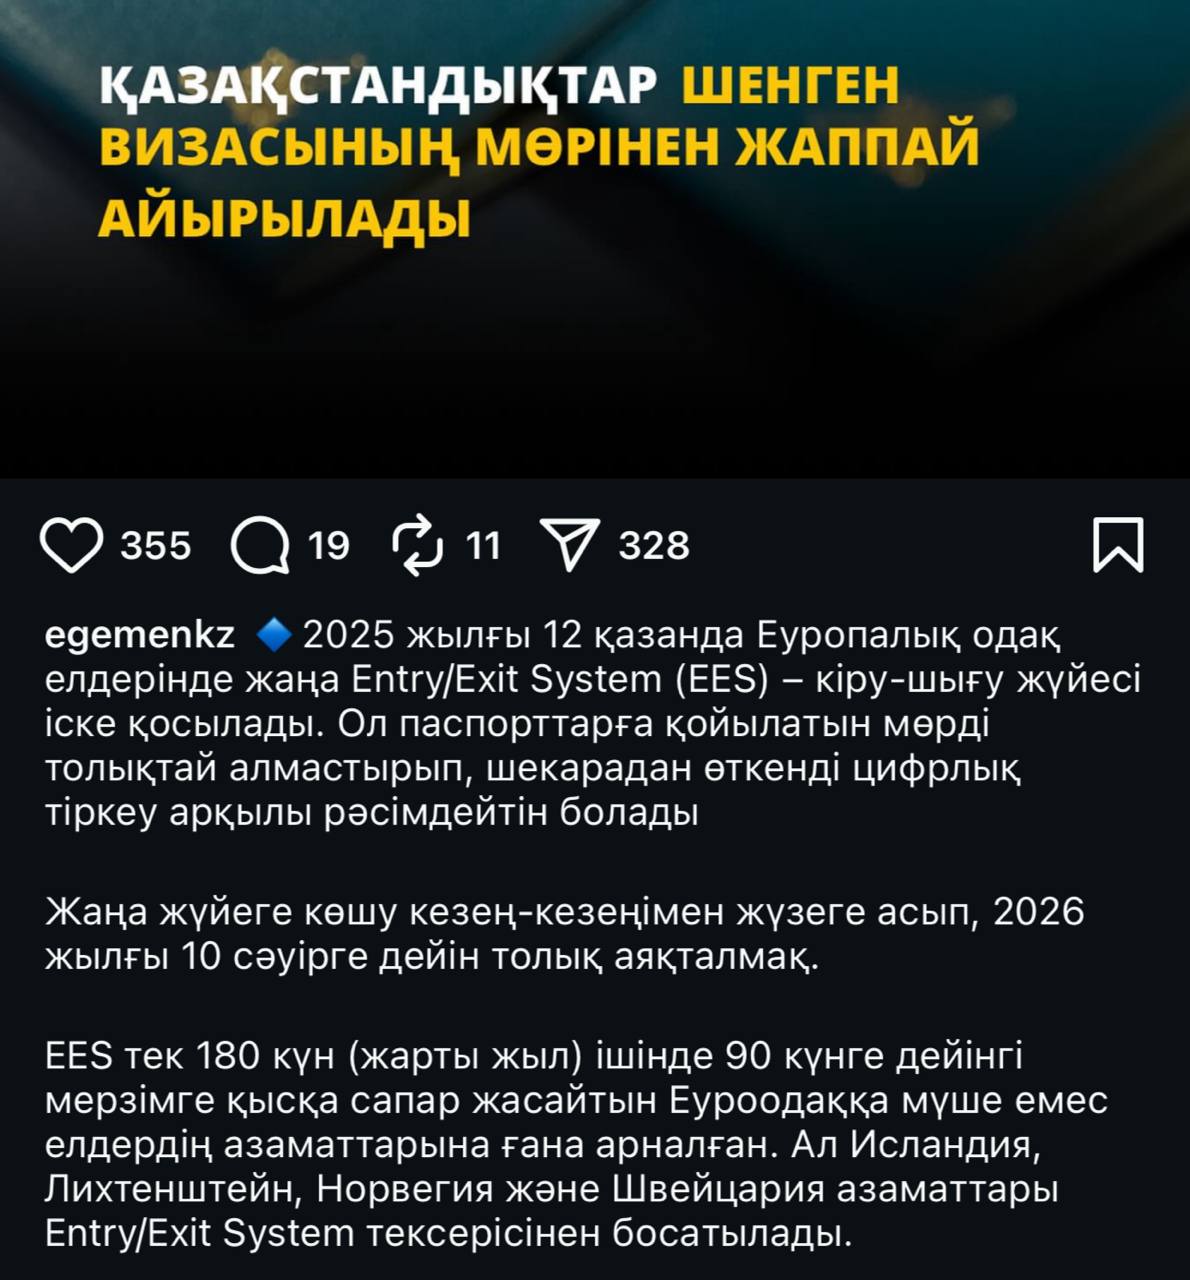 ҚАЗАҚСТАНДЫҚТАР ШЕНГЕН
ВИЗАСЫНЫҢ МӨРІНЕН ЖАППАЙ
АЙЫРЫЛАДЫ
355 19 11 328
egemenkz 🔷 2025 жылғы 12 қазанда Еуропалық одақ
елдерінде жаңа Entry/Exit System (EES) – кіру-шығу жүйесі
іске қосылады. Ол паспорттарға қойылатын мөрді
толықтай алмастырып, шекарадан өткенді цифрлық
тіркеу арқылы рәсімдейтін болады
Жаңа жүйеге көшу кезең-кезеңімен жүзеге асып, 2026
жылғы 10 сәуірге дейін толық аяқталмақ.
EES тек 180 күн (жарты жыл) ішінде 90 күнге дейінгі
мерзімге қысқа сапар жасайтын Еуроодаққа мүше емес
елдердің азаматтарына ғана арналған. Ал Исландия,
Лихтенштейн, Норвегия және Швейцария азаматтары
Entry/Exit System тексерісінен босатылады.